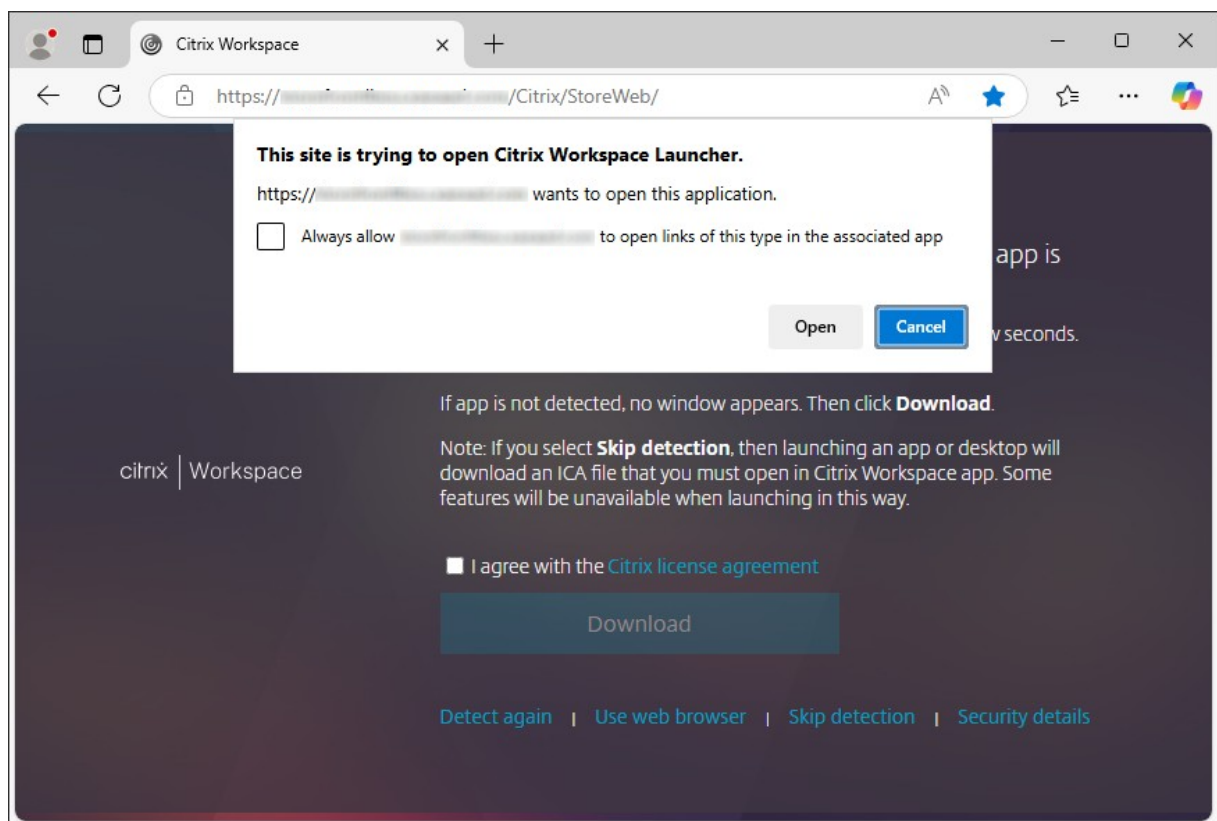 Citrix Workspace
https:// /Citrix/StoreWeb/
This site is trying to open Citrix Workspace Launcher.
https:// wants to open this application.
Always allow to open links of this type in the associated app
app is
Open
Cancel
seconds.
If app is not detected, no window appears. Then click Download.
Note: If you select Skip detection, then launching an app or desktop will
download an ICA file that you must open in Citrix Workspace app. Some
features will be unavailable when launching in this way.
citrix | Workspace
I agree with the Citrix license agreement
Download
Detect again | Use web browser | Skip detection | Security details